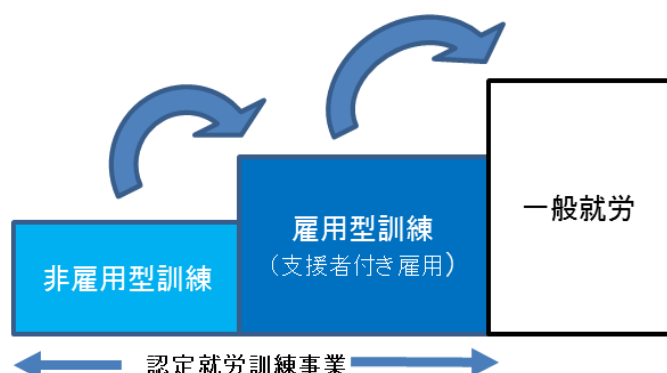 非雇用型訓練
雇用型訓練
（支援者付き雇用）
一般就労
認定就労訓練事業